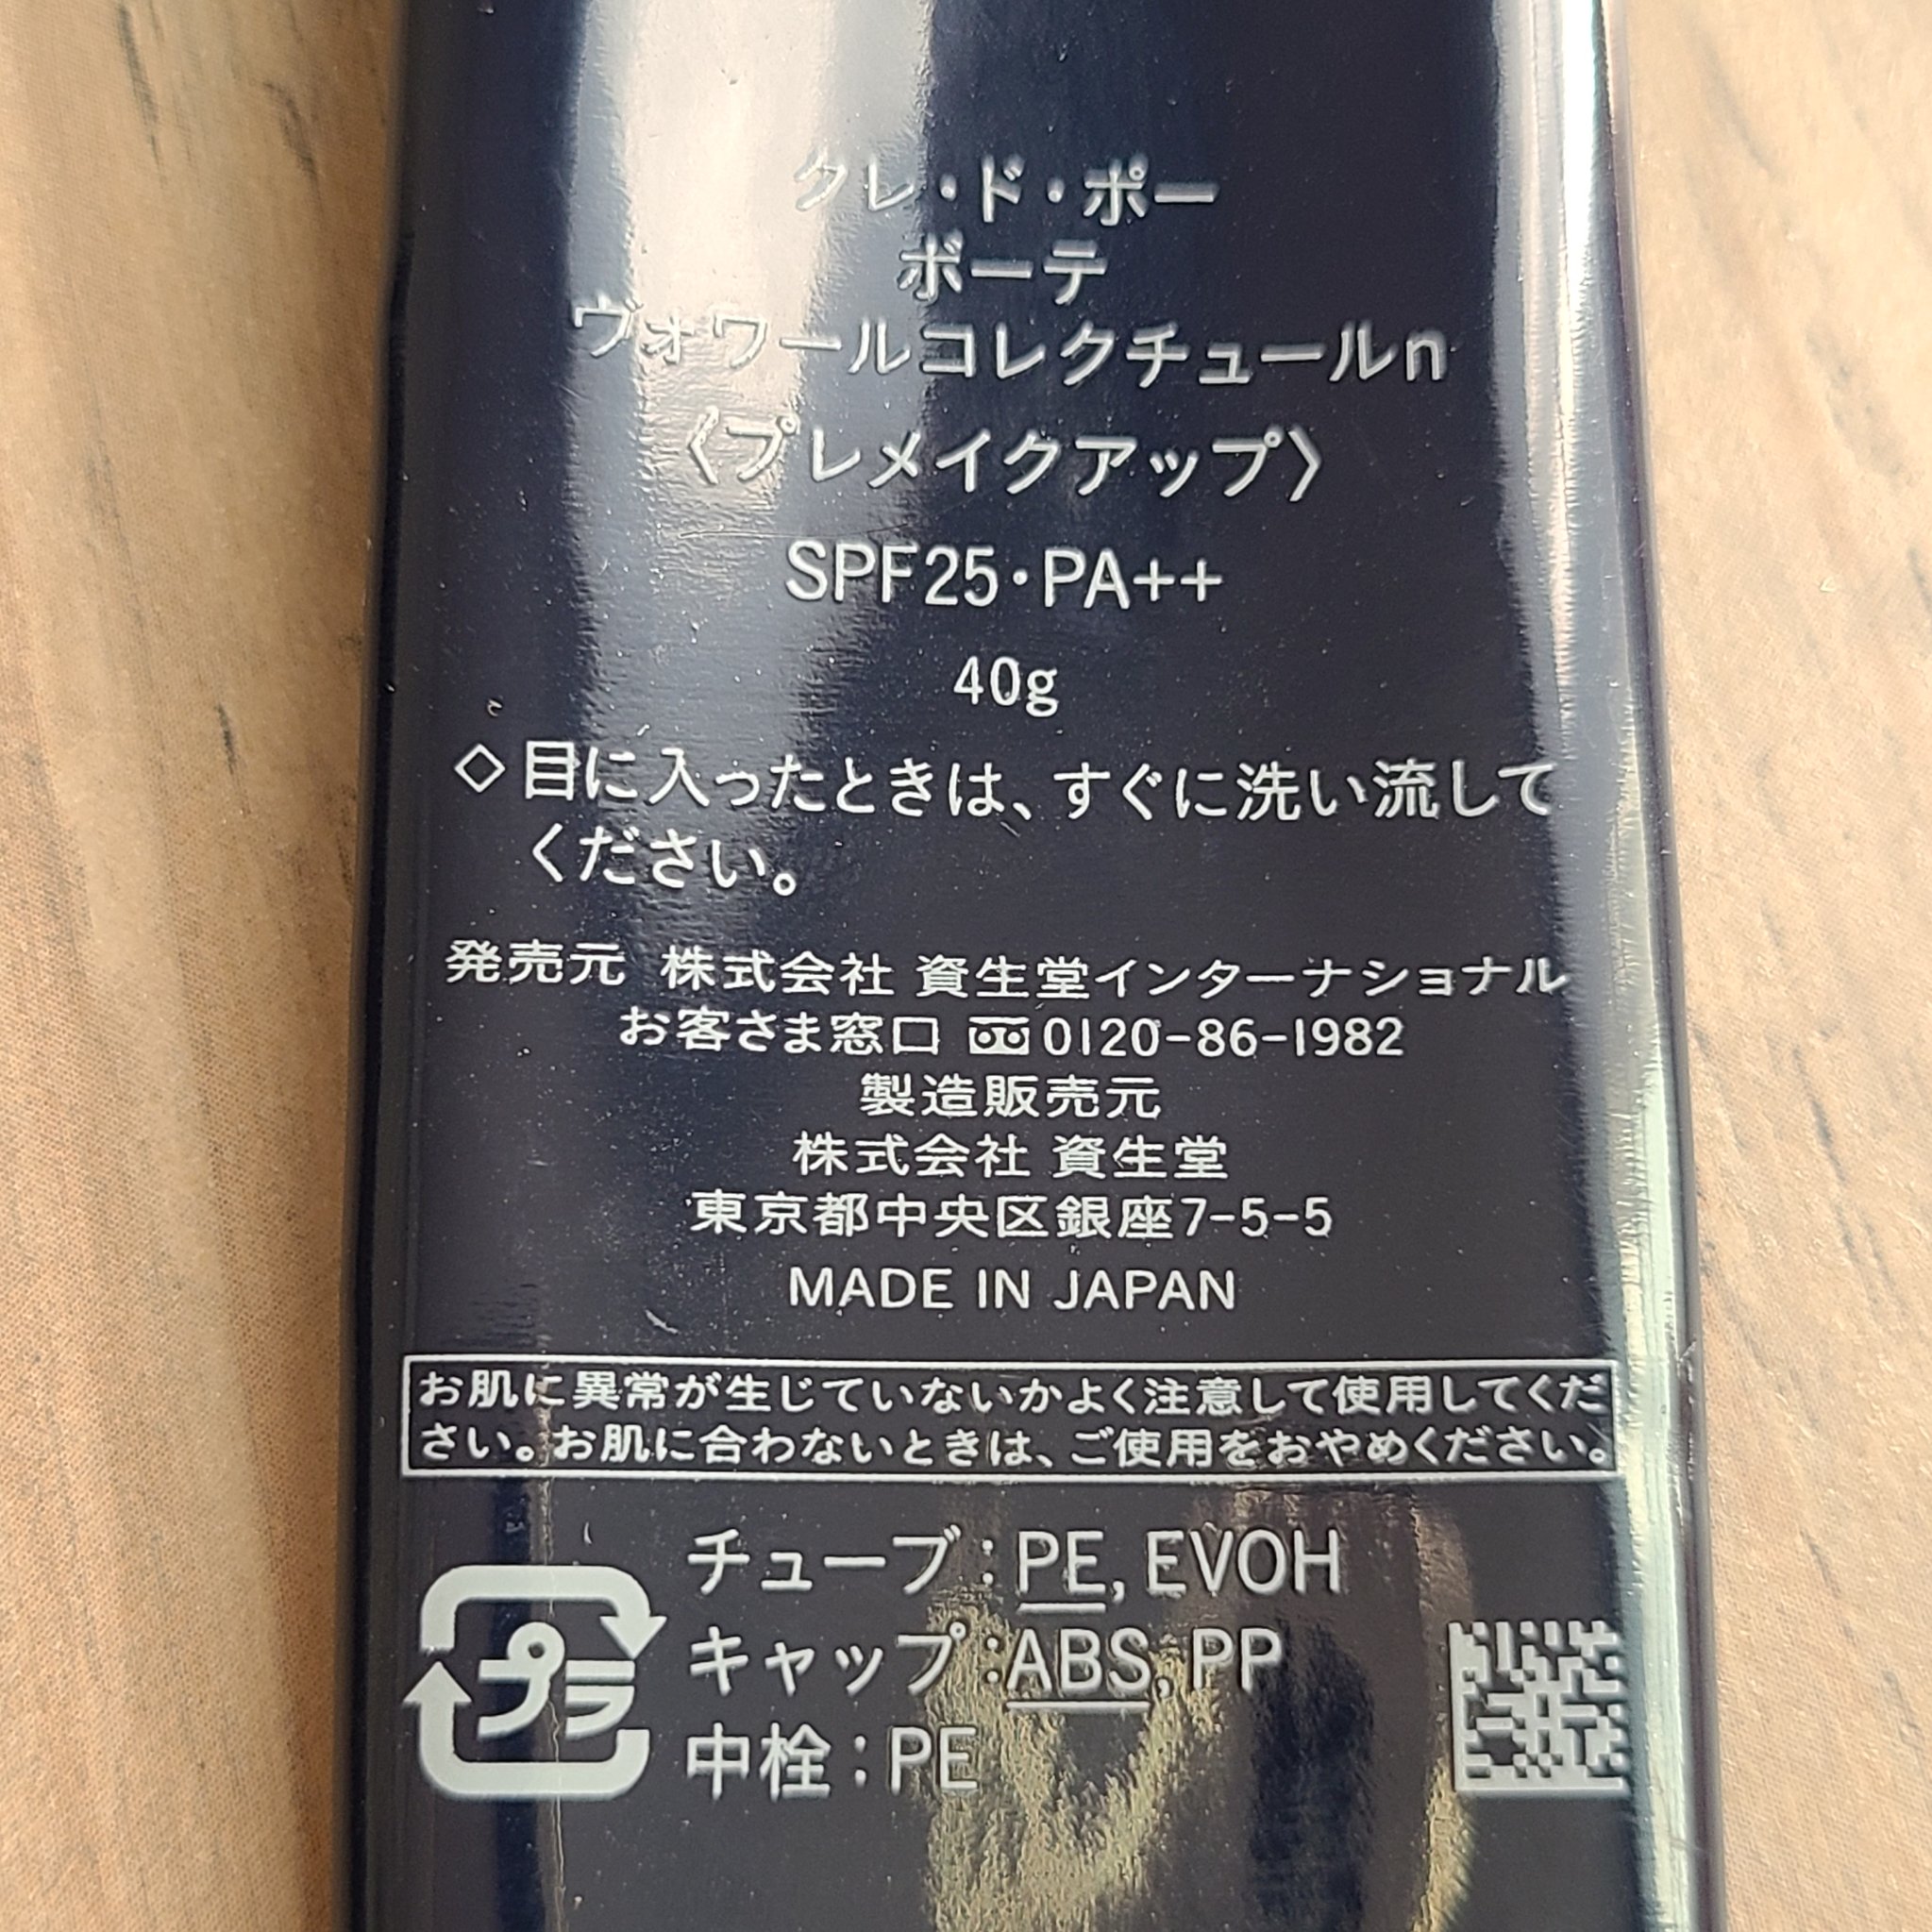 クレ・ド・ポー
ボーテ
ヴォワールコレクチュールn
〈プレメイクアップ〉
SPF25・PA++
40g
◇目に入ったときは、すぐに洗い流して
ください。
発売元 株式会社 資生堂インターナショナル
お客さま窓口 0120-86-1982
製造販売元
株式会社 資生堂
東京都中央区銀座7-5-5
MADE IN JAPAN
お肌に異常が生じていないかよく注意して使用してくだ
さい。お肌に合わないときは、ご使用をおやめください。
プラ
チューブ:PE, EVOH
キャップ:ABS, PP
中栓:PE